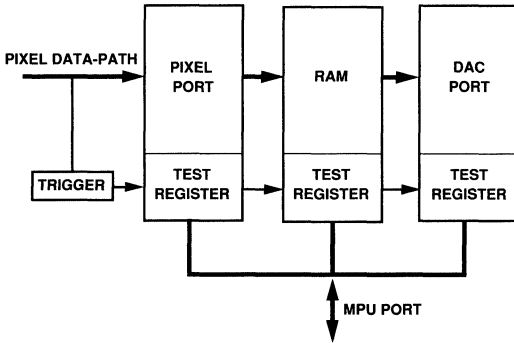 PIXEL DATA-PATH
PIXEL
PORT
RAM
DAC
PORT
TRIGGER
TEST
REGISTER
TEST
REGISTER
TEST
REGISTER
MPU PORT